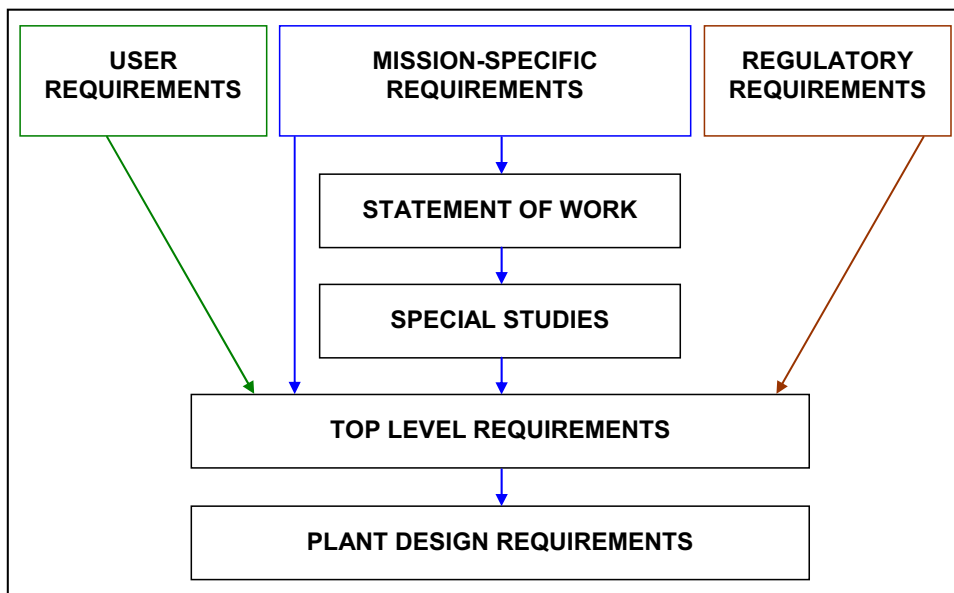 USER
REQUIREMENTS
MISSION-SPECIFIC
REQUIREMENTS
REGULATORY
REQUIREMENTS
STATEMENT OF WORK
SPECIAL STUDIES
TOP LEVEL REQUIREMENTS
PLANT DESIGN REQUIREMENTS